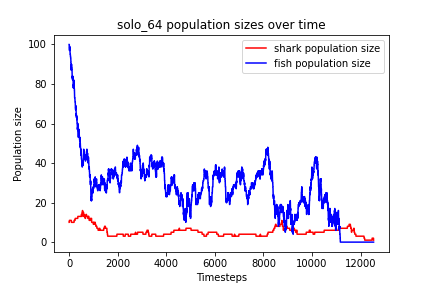 solo_64 population sizes over time
shark population size
fish population size
Population size
100
80
60
40
20
0
0 2000 4000 6000 8000 10000 12000
Timesteps